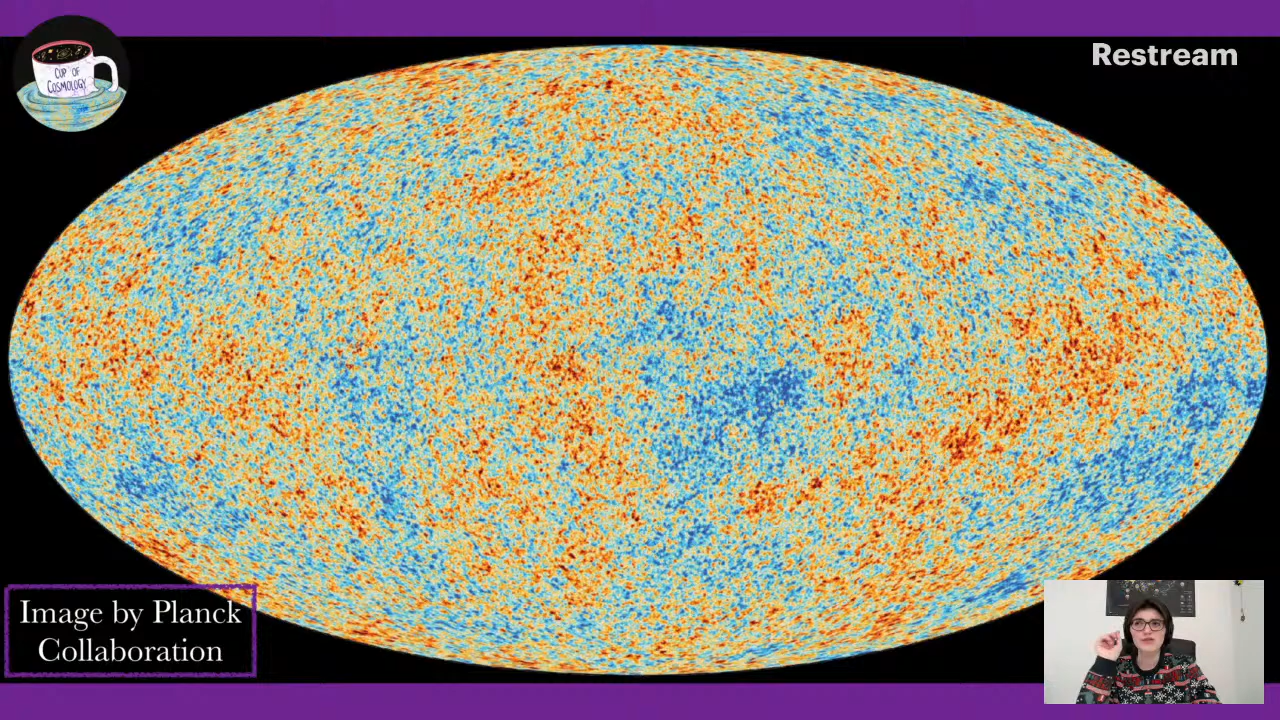 CUP OF
COSMOLOGY
Restream
Image by Planck
Collaboration